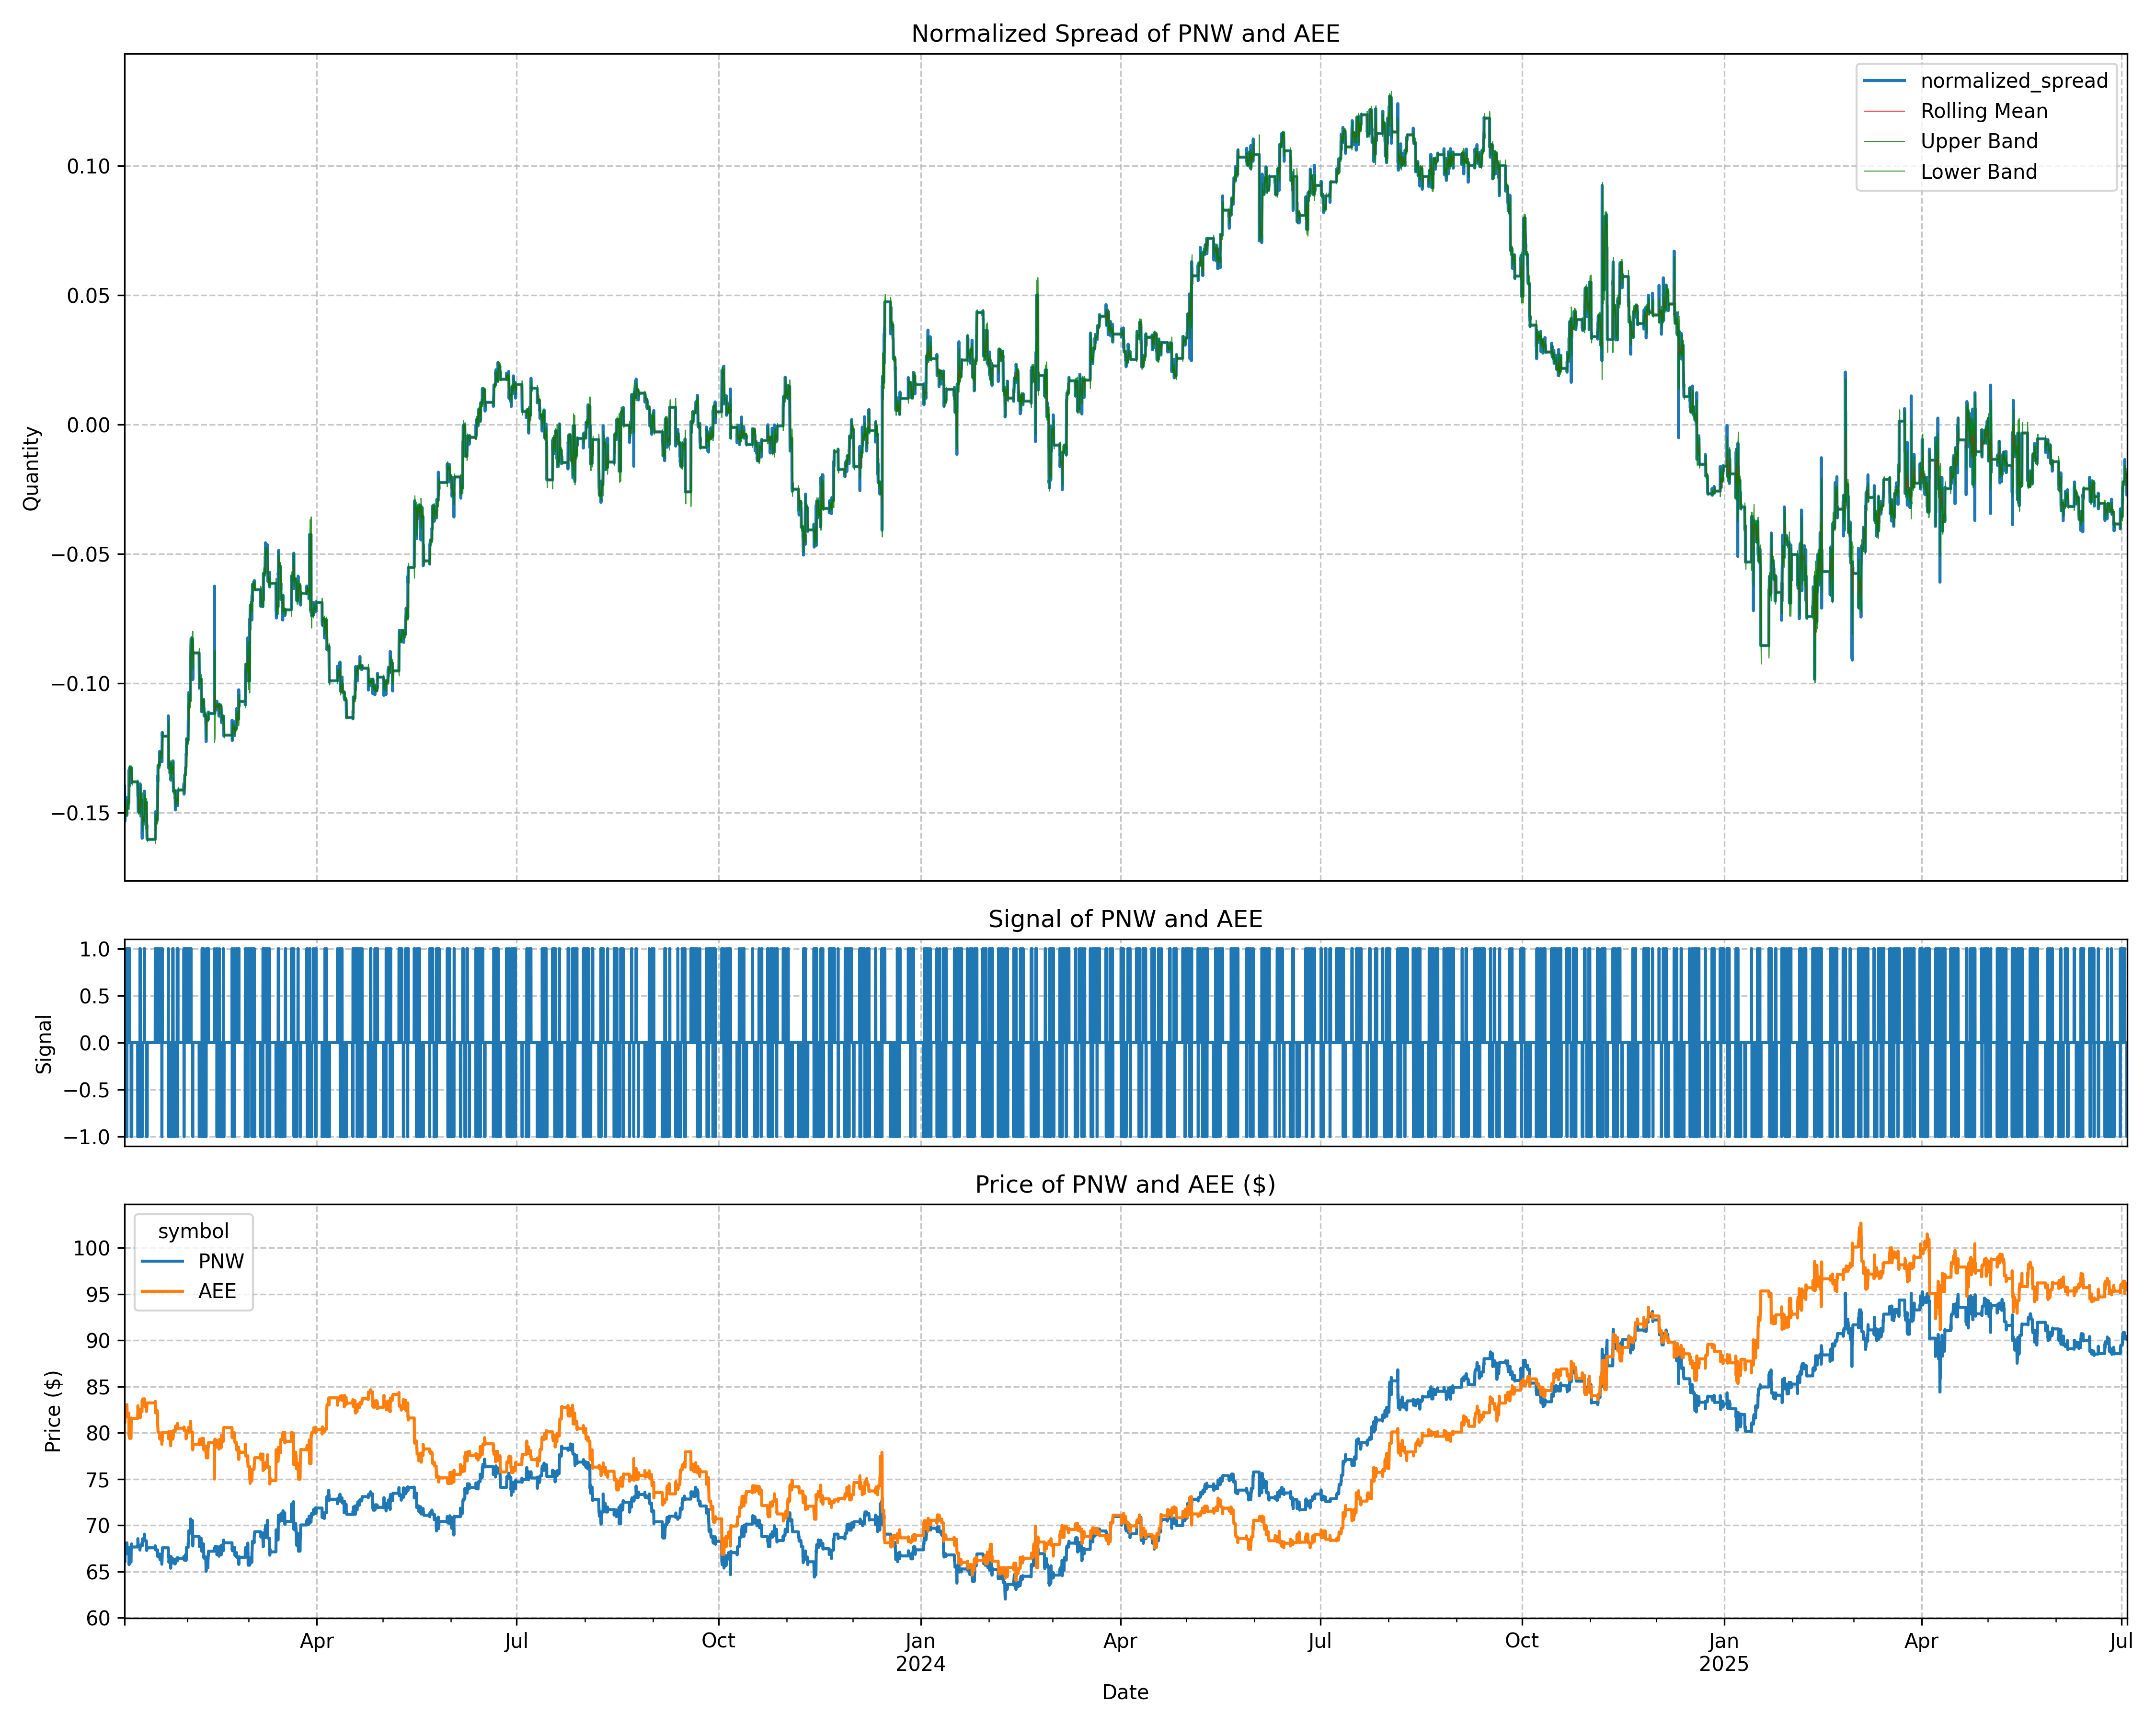 Normalized Spread of PNW and AEE
normalized_spread
Rolling Mean
Upper Band
Lower Band
0.10
0.05
0.00
−0.05
−0.10
−0.15
Quantity
Signal of PNW and AEE
1.0
0.5
0.0
−0.5
−1.0
Signal
Price of PNW and AEE ($)
symbol
PNW
AEE
100
95
90
85
80
75
70
65
60
Price ($)
Apr Jul Oct Jan Apr Jul Oct Jan Apr Jul
2024 2025
Date